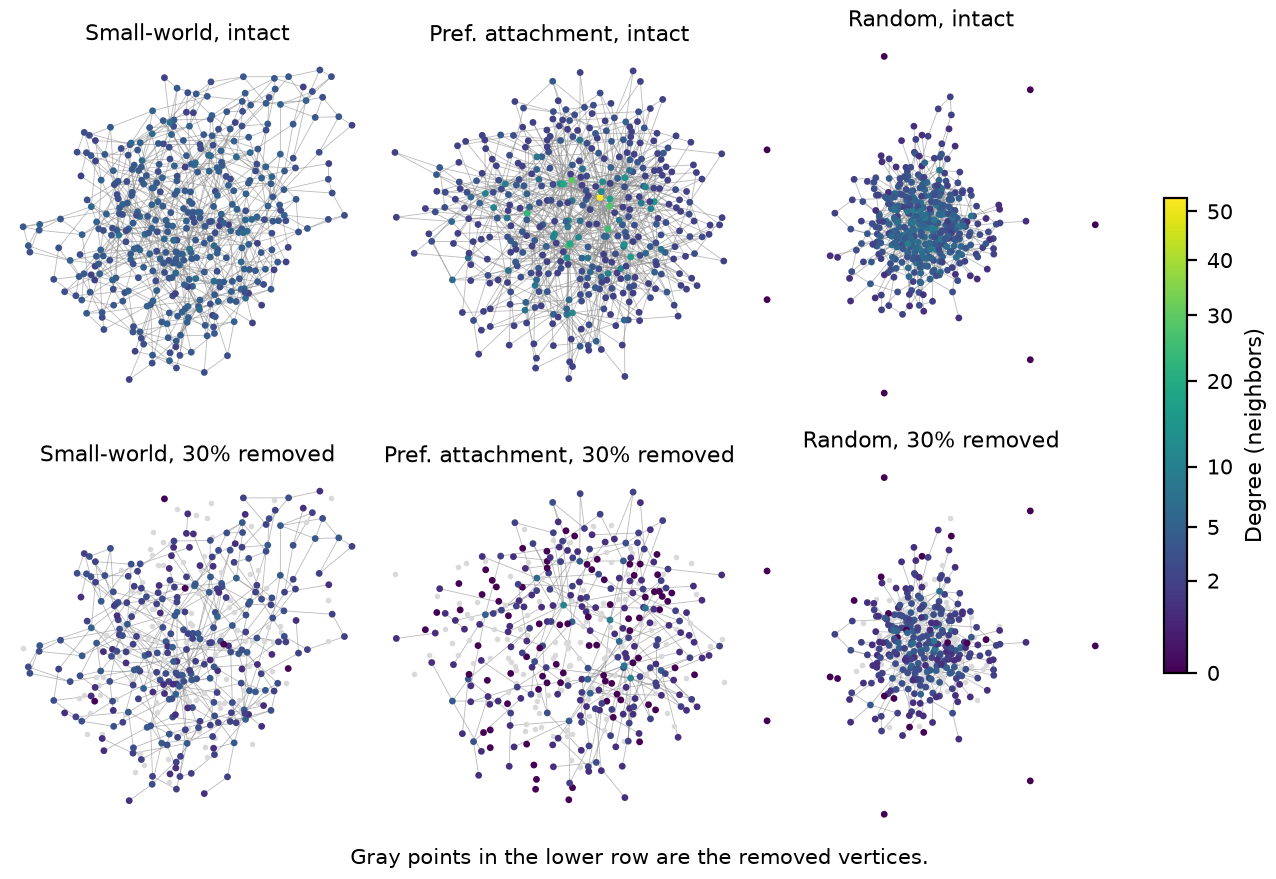 Small-world, intact
Pref. attachment, intact
Random, intact
Small-world, 30% removed
Pref. attachment, 30% removed
Random, 30% removed
50
40
30
20
10
5
2
0
Degree (neighbors)
Gray points in the lower row are the removed vertices.